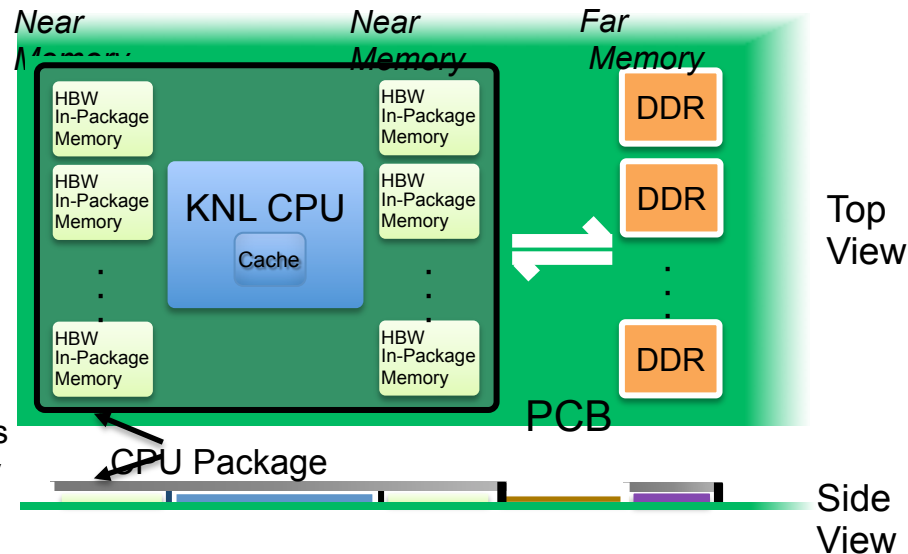 Near
Memory
Near
Memory
Far
Memory
HBW
In-Package
Memory
HBW
In-Package
Memory
DDR
HBW
In-Package
Memory
KNL CPU
Cache
HBW
In-Package
Memory
DDR
Top
View
HBW
In-Package
Memory
HBW
In-Package
Memory
DDR
PCB
s
CPU Package
Side
View